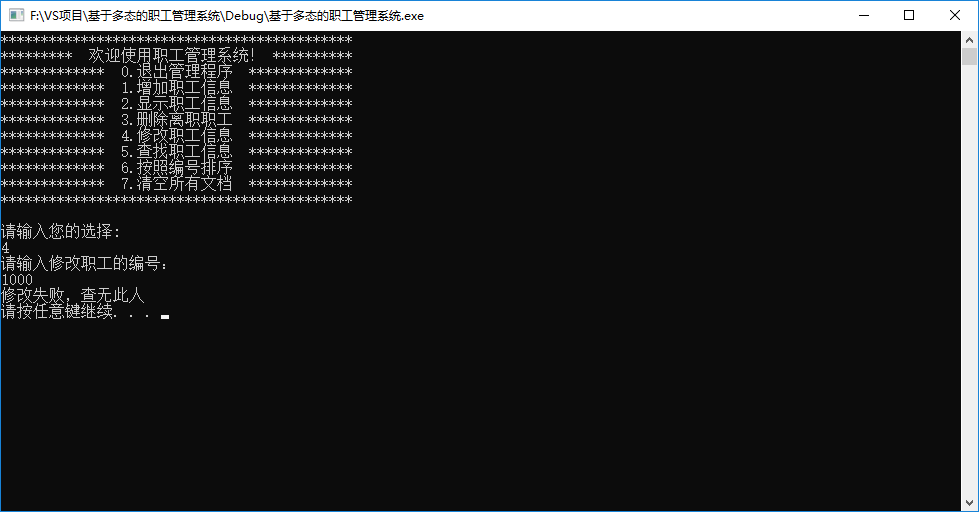 F:\VS项目\基于多态的职工管理系统\Debug\基于多态的职工管理系统.exe
********************************************
*********  欢迎使用职工管理系统!  **********
*************  0.退出管理程序  *************
*************  1.增加职工信息  *************
*************  2.显示职工信息  *************
*************  3.删除离职职工  *************
*************  4.修改职工信息  *************
*************  5.查找职工信息  *************
*************  6.按照编号排序  *************
*************  7.清空所有文档  *************
********************************************
请输入您的选择:
4
请输入修改职工的编号：
1000
修改失败，查无此人
请按任意键继续. . .